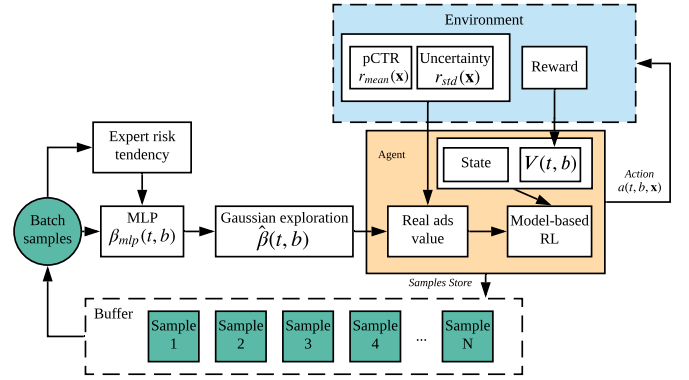 Environment
pCTR
r_mean(x)
Uncertainty
r_std(x)
Reward
Expert risk
tendency
Agent
State
V(t, b)
Action
a(t, b, x)
Batch
samples
MLP
β_mlp(t, b)
Gaussian exploration
β̂(t, b)
Real ads
value
Model-based
RL
Samples Store
Buffer
Sample
1
Sample
2
Sample
3
Sample
4
...
Sample
N